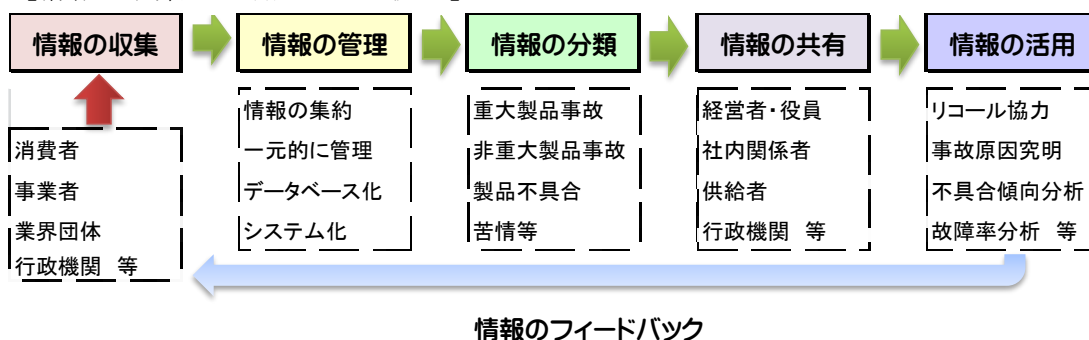 情報の収集
情報の管理
情報の分類
情報の共有
情報の活用
消費者
事業者
業界団体
行政機関 等
情報の集約
一元的に管理
データベース化
システム化
重大製品事故
非重大製品事故
製品不具合
苦情等
経営者・役員
社内関係者
供給者
行政機関 等
リコール協力
事故原因究明
不具合傾向分析
故障率分析 等
情報のフィードバック